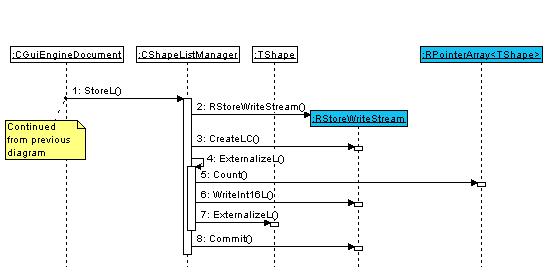 :CGuiEngineDocument :CShapeListManager :TShape :RPointerArray<TShape>
1: StoreL()
2: RStoreWriteStream()
:RStoreWriteStream
Continued
from previous
diagram
3: CreateLC()
4: ExternalizeL()
5: Count()
6: WriteInt16L()
7: ExternalizeL()
8: Commit()